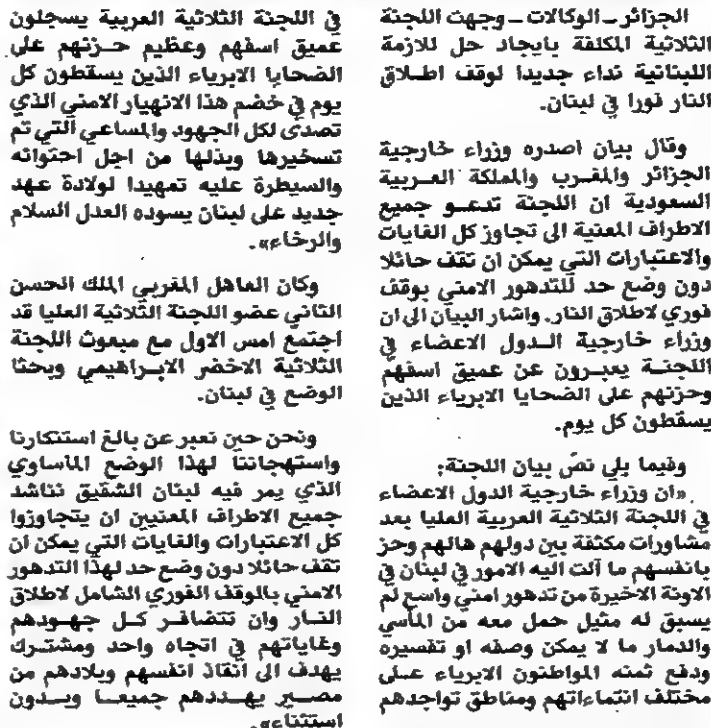 الجزائر ـ الوكالات ـ وجهت اللجنة
الثلاثية المكلفة بايجاد حل للازمة
اللبنانية نداء جديدا لوقف اطلاق
النار فورا في لبنان.
وقال بيان اصدره وزراء خارجية
الجزائر والمغرب والمملكة العربية
السعودية ان اللجنة تدعو جميع
الاطراف المعنية الى تجاوز كل الغايات
والاعتبارات التي يمكن ان تقف حائلا
دون وضع حد للتدهور الامني بوقف
فوري لاطلاق النار. واشار البيان الى ان
وزراء خارجية الدول الاعضاء في
اللجنة يعبرون عن عميق اسفهم
وحزنهم على الضحايا الابرياء الذين
يسقطون كل يوم.
وفيما يلي نص بيان اللجنة:
«ان وزراء خارجية الدول الاعضاء
في اللجنة الثلاثية العربية العليا بعد
مشاورات مكثفة بين دولهم هالهم وحز
بانفسهم ما آلت اليه الامور في لبنان في
الاونة الاخيرة من تدهور امني واسع لم
يسبق له مثيل حمل معه من المآسي
والدمار ما لا يمكن وصفه او تفسيره
ودفع ثمنه المواطنون الابرياء على
مختلف انتماءاتهم ومناطق تواجدهم
في اللجنة الثلاثية العربية يسجلون
عميق اسفهم وعظيم حزنهم على
الضحايا الابرياء الذين يسقطون كل
يوم في خضم هذا الانهيار الامني الذي
تصدى لكل الجهود والمساعي التي تم
تسخيرها وبذلها من اجل احتوائه
والسيطرة عليه تمهيدا لولادة عهد
جديد على لبنان يسوده العدل السلام
والرخاء».
وكان العاهل المغربي الملك الحسن
الثاني عضو اللجنة الثلاثية العليا قد
اجتمع امس الاول مع مبعوث اللجنة
الثلاثية الاخضر الابراهيمي وبحثا
الوضع في لبنان.
ونحن حين نعبر عن بالغ استنكارنا
واستهجاننا لهذا الوضع الماساوي
الذي يمر فيه لبنان الشقيق نناشد
جميع الاطراف المعنيين ان يتجاوزوا
كل الاعتبارات والغايات التي يمكن ان
تقف حائلا دون وضع حد لهذا التدهور
الامني بالوقف الفوري الشامل لاطلاق
النار وان تتضافر كل جهودهم
وغاياتهم في اتجاه واحد ومشترك
يهدف الى انقاذ انفسهم وبلادهم من
مصير يهددهم جميعا وبدون
استثناء».